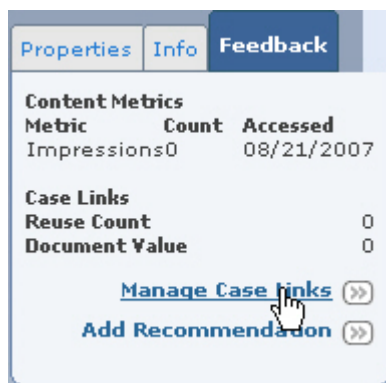 Properties Info Feedback
Content Metrics
Metric Count Accessed
Impressions0 08/21/2007
Case Links
Reuse Count 0
Document Value 0
Manage Case Links
Add Recommendation